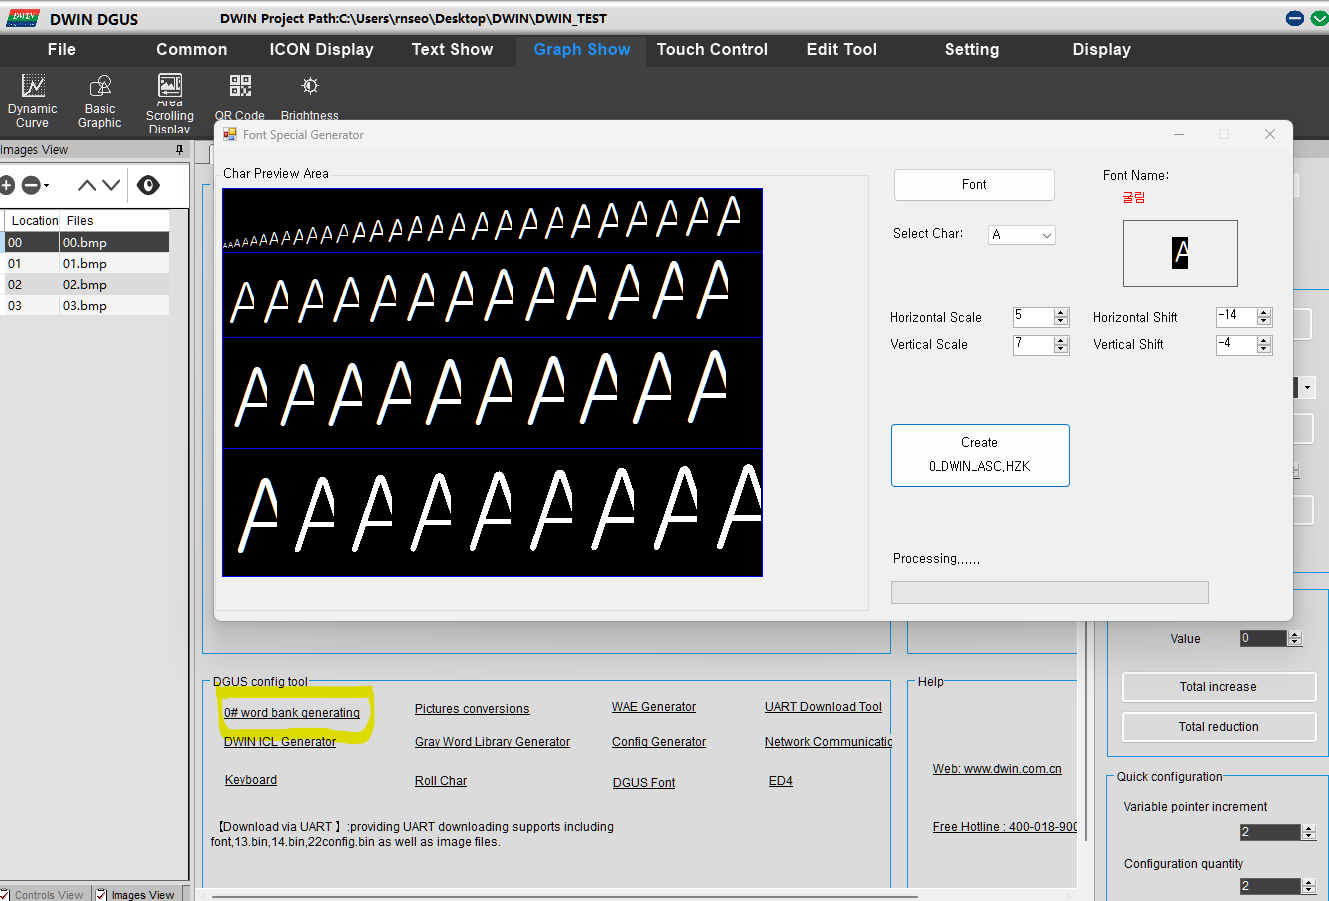 DWIN
DWIN DGUS
DWIN Project Path:C:\Users\rnseo\Desktop\DWIN\DWIN_TEST
File Common ICON Display Text Show Graph Show Touch Control Edit Tool Setting Display
Dynamic Curve
Basic Graphic
Area Scrolling Display
QR Code
Brightness
Images View
Location Files
00 00.bmp
01 01.bmp
02 02.bmp
03 03.bmp
Controls View
Images View
Font Special Generator
Char Preview Area
AAAAAAAAAAAAAAAAAAAAAAAAAAAAAA
A A A A A A A A A A A A
A A A A A A A A A
A A A A A A A A A
Font
Font Name:
굴림
Select Char: A
A
Horizontal Scale 5 Horizontal Shift -14
Vertical Scale 7 Vertical Shift -4
Create
0_DWIN_ASC,HZK
Processing......
DGUS config tool
0# word bank generating Pictures conversions WAE Generator UART Download Tool
DWIN ICL Generator Gray Word Library Generator Config Generator Network Communicatio
Keyboard Roll Char DGUS Font ED4
【Download via UART 】:providing UART downloading supports including
font,13.bin,14.bin,22config.bin as well as image files.
Help
Web: www.dwin.com.cn
Free Hotline : 400-018-900
Value 0
Total increase
Total reduction
Quick configuration
Variable pointer increment
2
Configuration quantity
2